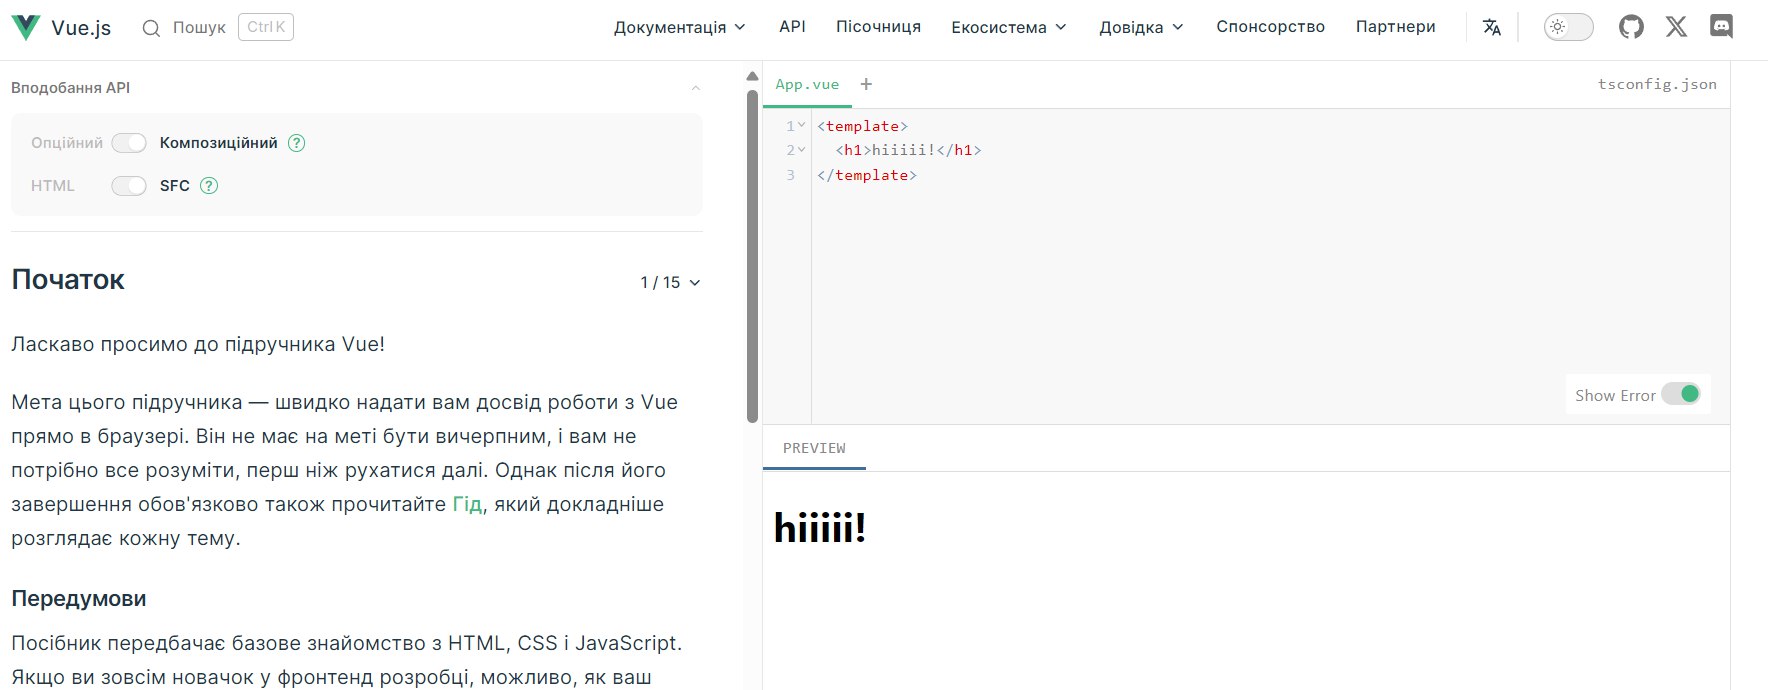 Vue.js Пошук Ctrl K Документація API Пісочниця Екосистема Довідка Спонсорство Партнери
Вподобання API
Опційний Композиційний ?
HTML SFC ?
Початок 1 / 15
Ласкаво просимо до підручника Vue!
Мета цього підручника — швидко надати вам досвід роботи з Vue
прямо в браузері. Він не має на меті бути вичерпним, і вам не
потрібно все розуміти, перш ніж рухатися далі. Однак після його
завершення обов'язково також прочитайте Гід, який докладніше
розглядає кожну тему.
Передумови
Посібник передбачає базове знайомство з HTML, CSS і JavaScript.
Якщо ви зовсім новачок у фронтенд розробці, можливо, як ваш
App.vue + tsconfig.json
1 <template>
2 <h1>hiiiii!</h1>
3 </template>
Show Error
PREVIEW
hiiiii!